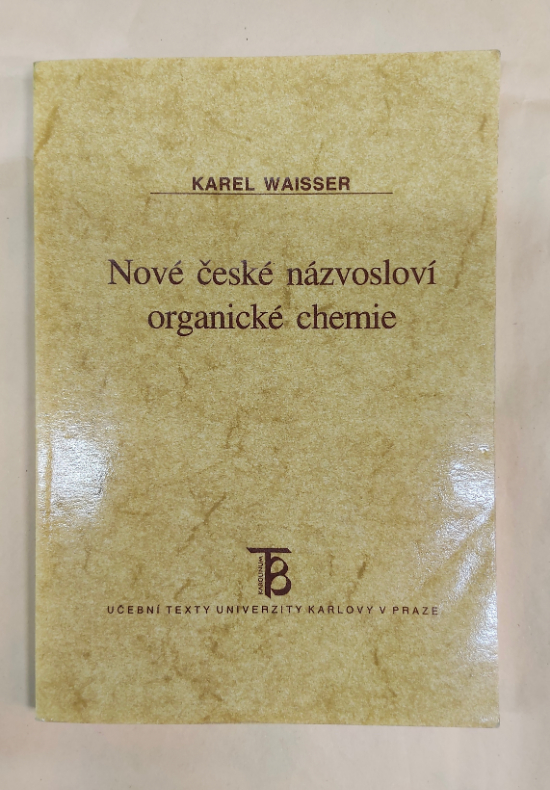 KAREL WAISSER
Nové české názvosloví
organické chemie
KAROLINUM
UČEBNÍ TEXTY UNIVERZITY KARLOVY V PRAZE